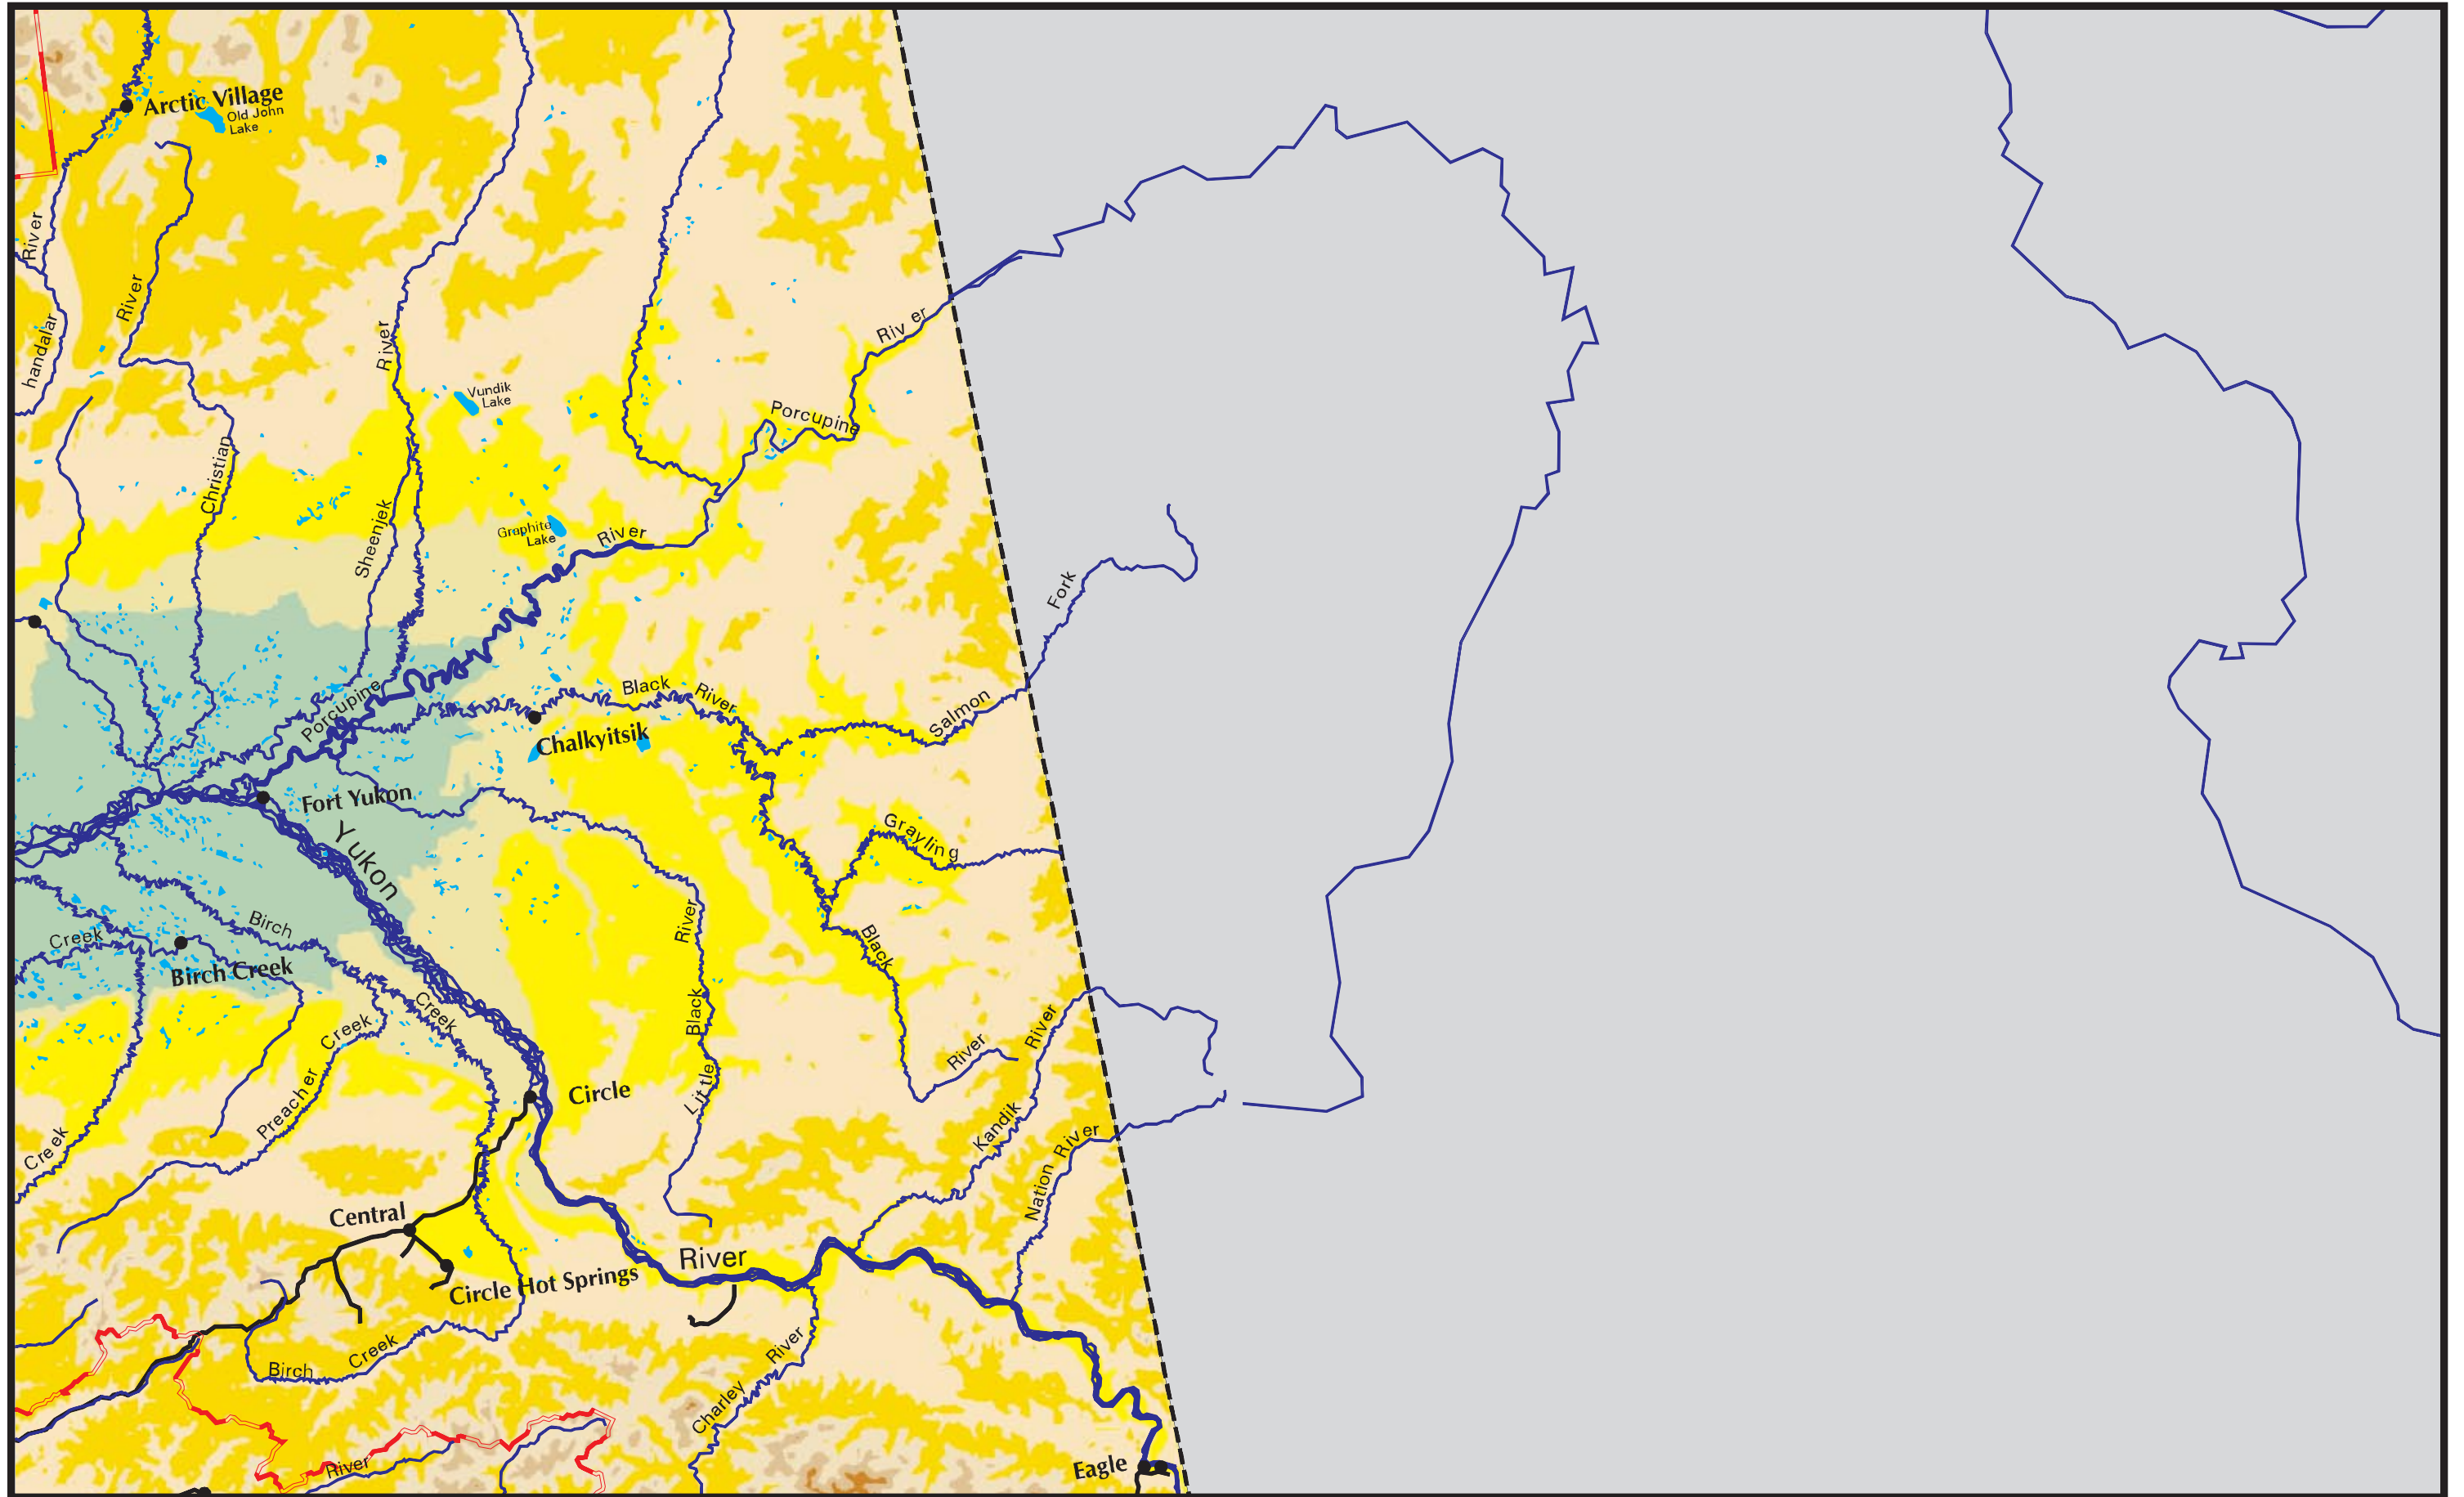 Arctic Village
Old John
Lake
River
River
handalar
River
Vundik
Lake
River
Porcupine
Christian
Sheenjek
Graphite
Lake
River
Fork
Porcupine
Black
River
Salmon
Chalkyitsik
Fort Yukon
Yukon
Grayling
Birch
Creek
Birch Creek
River
Black
Creek
Creek
Black
River
River
Preacher
Little
Circle
Kandik
Creek
Nation River
Central
River
Circle Hot Springs
Birch
Creek
River
Charley
River
Eagle